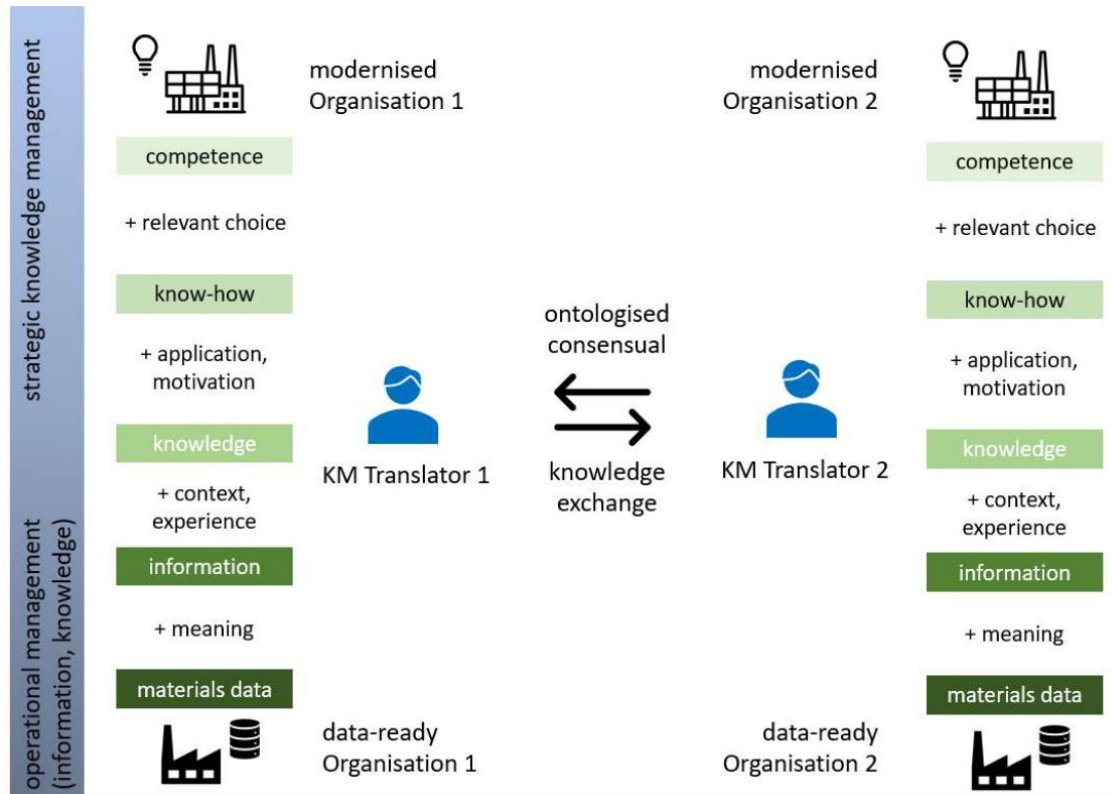 strategic knowledge management
operational management
(information, knowledge)
modernised
Organisation 1
competence
+ relevant choice
know-how
+ application,
motivation
knowledge
+ context,
experience
information
+ meaning
materials data
data-ready
Organisation 1
KM Translator 1
ontologised
consensual
knowledge
exchange
KM Translator 2
modernised
Organisation 2
competence
+ relevant choice
know-how
+ application,
motivation
knowledge
+ context,
experience
information
+ meaning
materials data
data-ready
Organisation 2